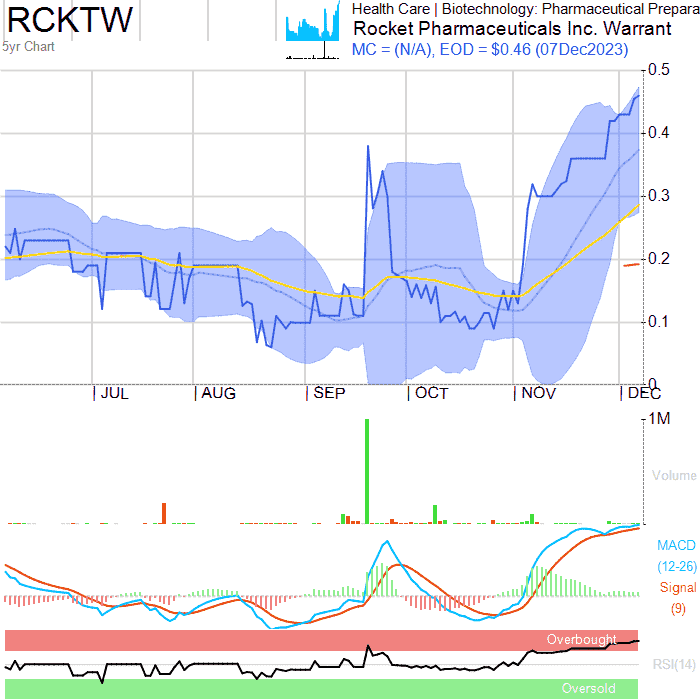 RCKTW
5yr Chart
Health Care | Biotechnology: Pharmaceutical Prepara
Rocket Pharmaceuticals Inc. Warrant
MC = (N/A), EOD = $0.46 (07Dec2023)
0.5
0.4
0.3
0.2
0.1
0
JUL AUG SEP OCT NOV DEC
1M
Volume
MACD
(12-26)
Signal
(9)
Overbought
RSI(14)
Oversold